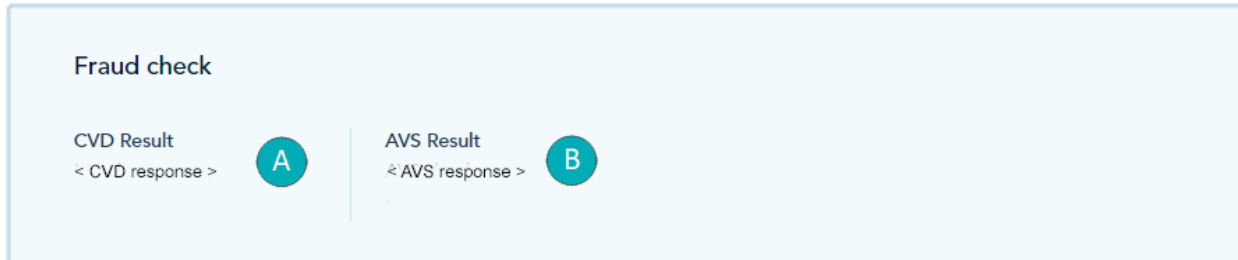 Fraud check
CVD Result
< CVD response >
A
AVS Result
< AVS response >
B